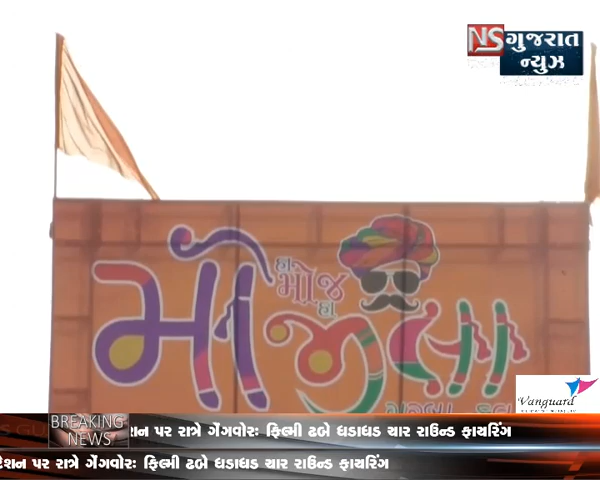 NS ગુજરાત
ન્યુઝ
હા
મોજ
હા
મોજીલા
Vanguard
BREAKING
NEWS
પર રાત્રે ગેંગવોરઃ ફિલ્મી ઢબે ધડાધડ ચાર રાઉન્ડ ફાયરિંગ
પર રાત્રે ગેંગવોરઃ ફિલ્મી ઢબે ધડાધડ ચાર રાઉન્ડ ફાયરિંગ